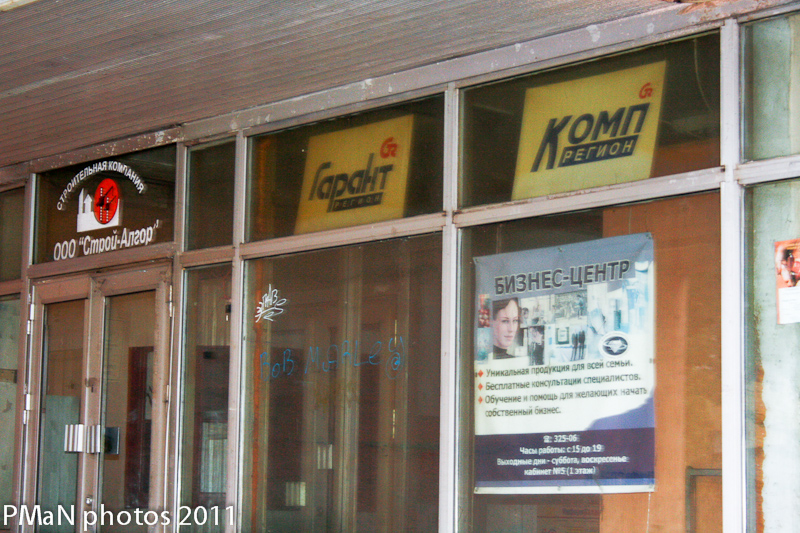 СТРОИТЕЛЬНАЯ КОМПАНИЯ
ООО "Строй-Алгор"
Гарант
РЕГИОН
КОМП
РЕГИОН
БИЗНЕС-ЦЕНТР
Уникальная продукция для всей семьи.
Бесплатные консультации специалистов.
Обучение и помощь для желающих начать
собственный бизнес.
☎: 325-06
Часы работы: с 15 до 19
Выходные дни - суббота, воскресенье
кабинет №5 (1 этаж)
PMaN photos 2011